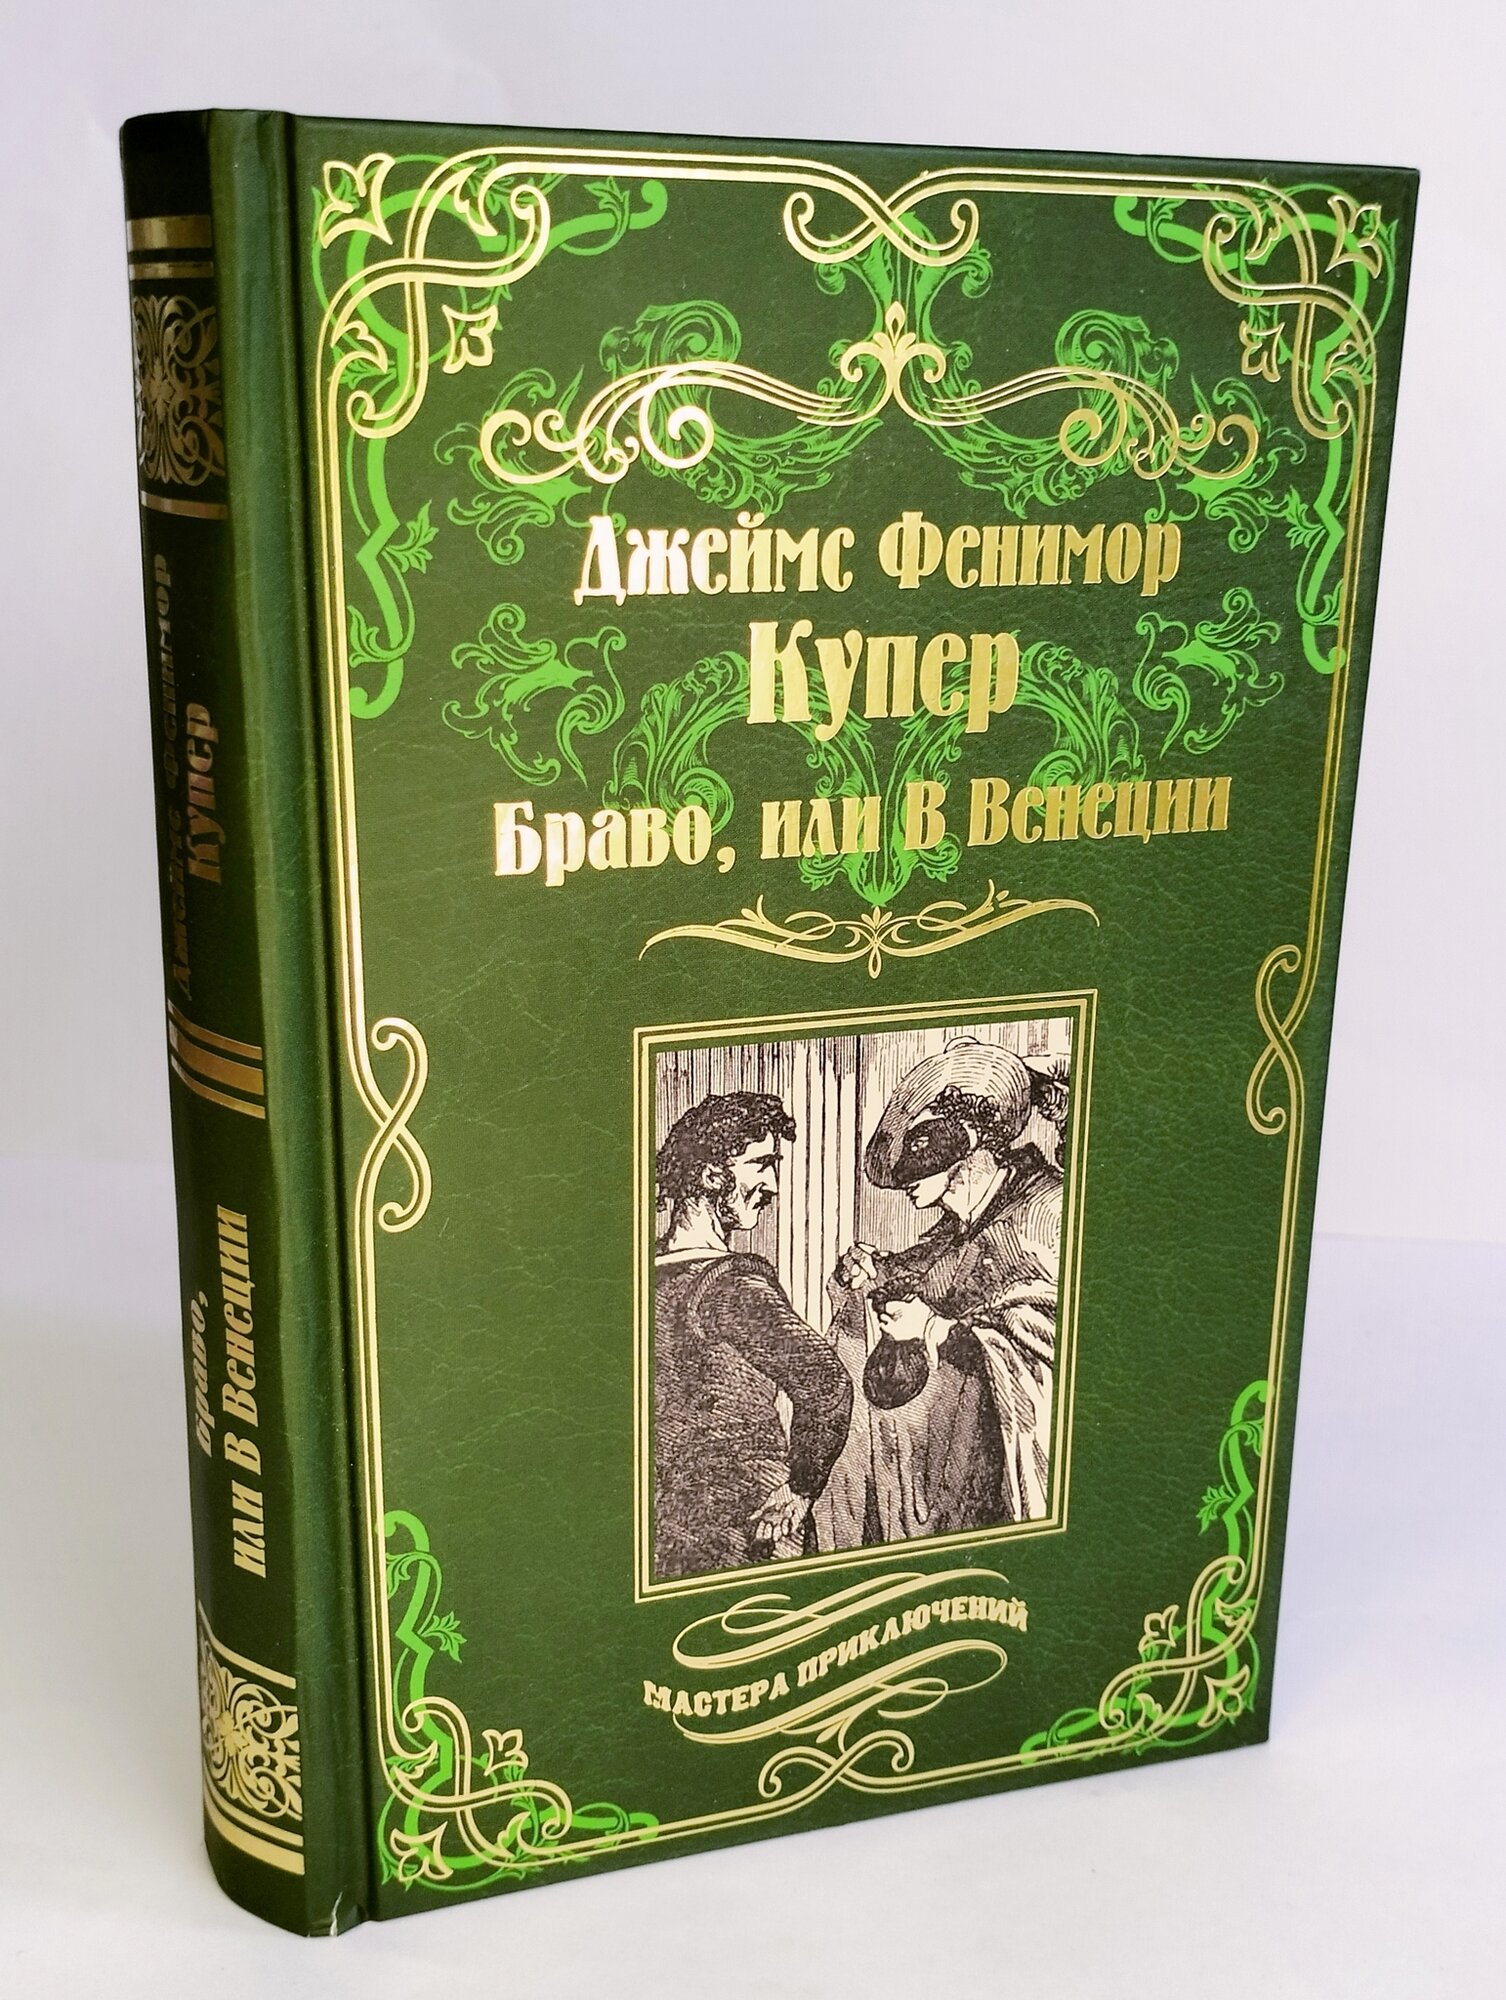 Джеймс Фенимор
Купер
Браво, или В Венеции
МАСТЕРА ПРИКЛЮЧЕНИЙ
Джеймс Фенимор
Купер
Браво,
или В Венеции